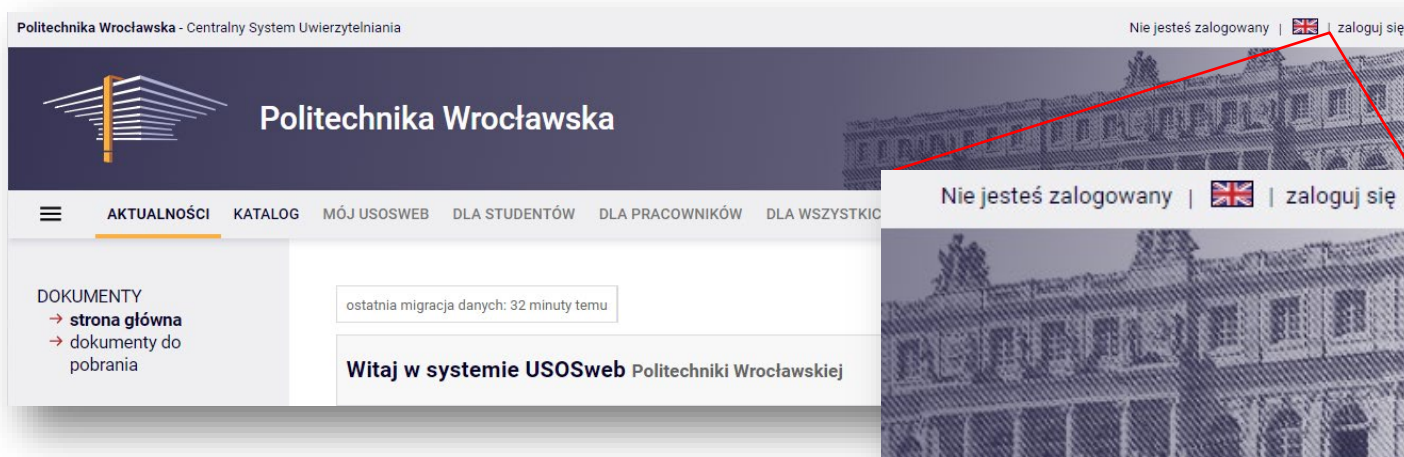 Politechnika Wrocławska - Centralny System Uwierzytelniania
Nie jesteś zalogowany | | zaloguj się
Politechnika Wrocławska
AKTUALNOŚCI KATALOG MÓJ USOSWEB DLA STUDENTÓW DLA PRACOWNIKÓW DLA WSZYSTKIC
Nie jesteś zalogowany | | zaloguj się
DOKUMENTY
→ strona główna
→ dokumenty do
pobrania
ostatnia migracja danych: 32 minuty temu
Witaj w systemie USOSweb Politechniki Wrocławskiej